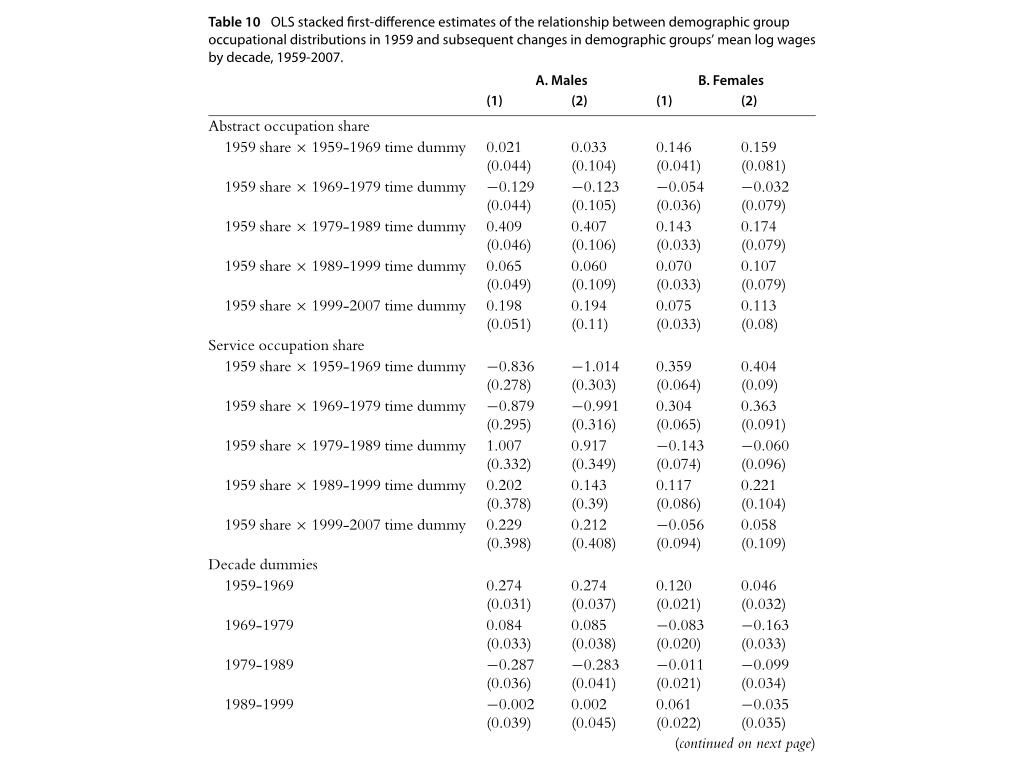 Table 10 OLS stacked first-difference estimates of the relationship between demographic group
occupational distributions in 1959 and subsequent changes in demographic groups’ mean log wages
by decade, 1959-2007.
A. Males B. Females
(1) (2) (1) (2)
Abstract occupation share
1959 share × 1959–1969 time dummy 0.021 0.033 0.146 0.159
(0.044) (0.104) (0.041) (0.081)
1959 share × 1969–1979 time dummy −0.129 −0.123 −0.054 −0.032
(0.044) (0.105) (0.036) (0.079)
1959 share × 1979–1989 time dummy 0.409 0.407 0.143 0.174
(0.046) (0.106) (0.033) (0.079)
1959 share × 1989–1999 time dummy 0.065 0.060 0.070 0.107
(0.049) (0.109) (0.033) (0.079)
1959 share × 1999–2007 time dummy 0.198 0.194 0.075 0.113
(0.051) (0.11) (0.033) (0.08)
Service occupation share
1959 share × 1959–1969 time dummy −0.836 −1.014 0.359 0.404
(0.278) (0.303) (0.064) (0.09)
1959 share × 1969–1979 time dummy −0.879 −0.991 0.304 0.363
(0.295) (0.316) (0.065) (0.091)
1959 share × 1979–1989 time dummy 1.007 0.917 −0.143 −0.060
(0.332) (0.349) (0.074) (0.096)
1959 share × 1989–1999 time dummy 0.202 0.143 0.117 0.221
(0.378) (0.39) (0.086) (0.104)
1959 share × 1999–2007 time dummy 0.229 0.212 −0.056 0.058
(0.398) (0.408) (0.094) (0.109)
Decade dummies
1959–1969 0.274 0.274 0.120 0.046
(0.031) (0.037) (0.021) (0.032)
1969–1979 0.084 0.085 −0.083 −0.163
(0.033) (0.038) (0.020) (0.033)
1979–1989 −0.287 −0.283 −0.011 −0.099
(0.036) (0.041) (0.021) (0.034)
1989–1999 −0.002 0.002 0.061 −0.035
(0.039) (0.045) (0.022) (0.035)
(continued on next page)